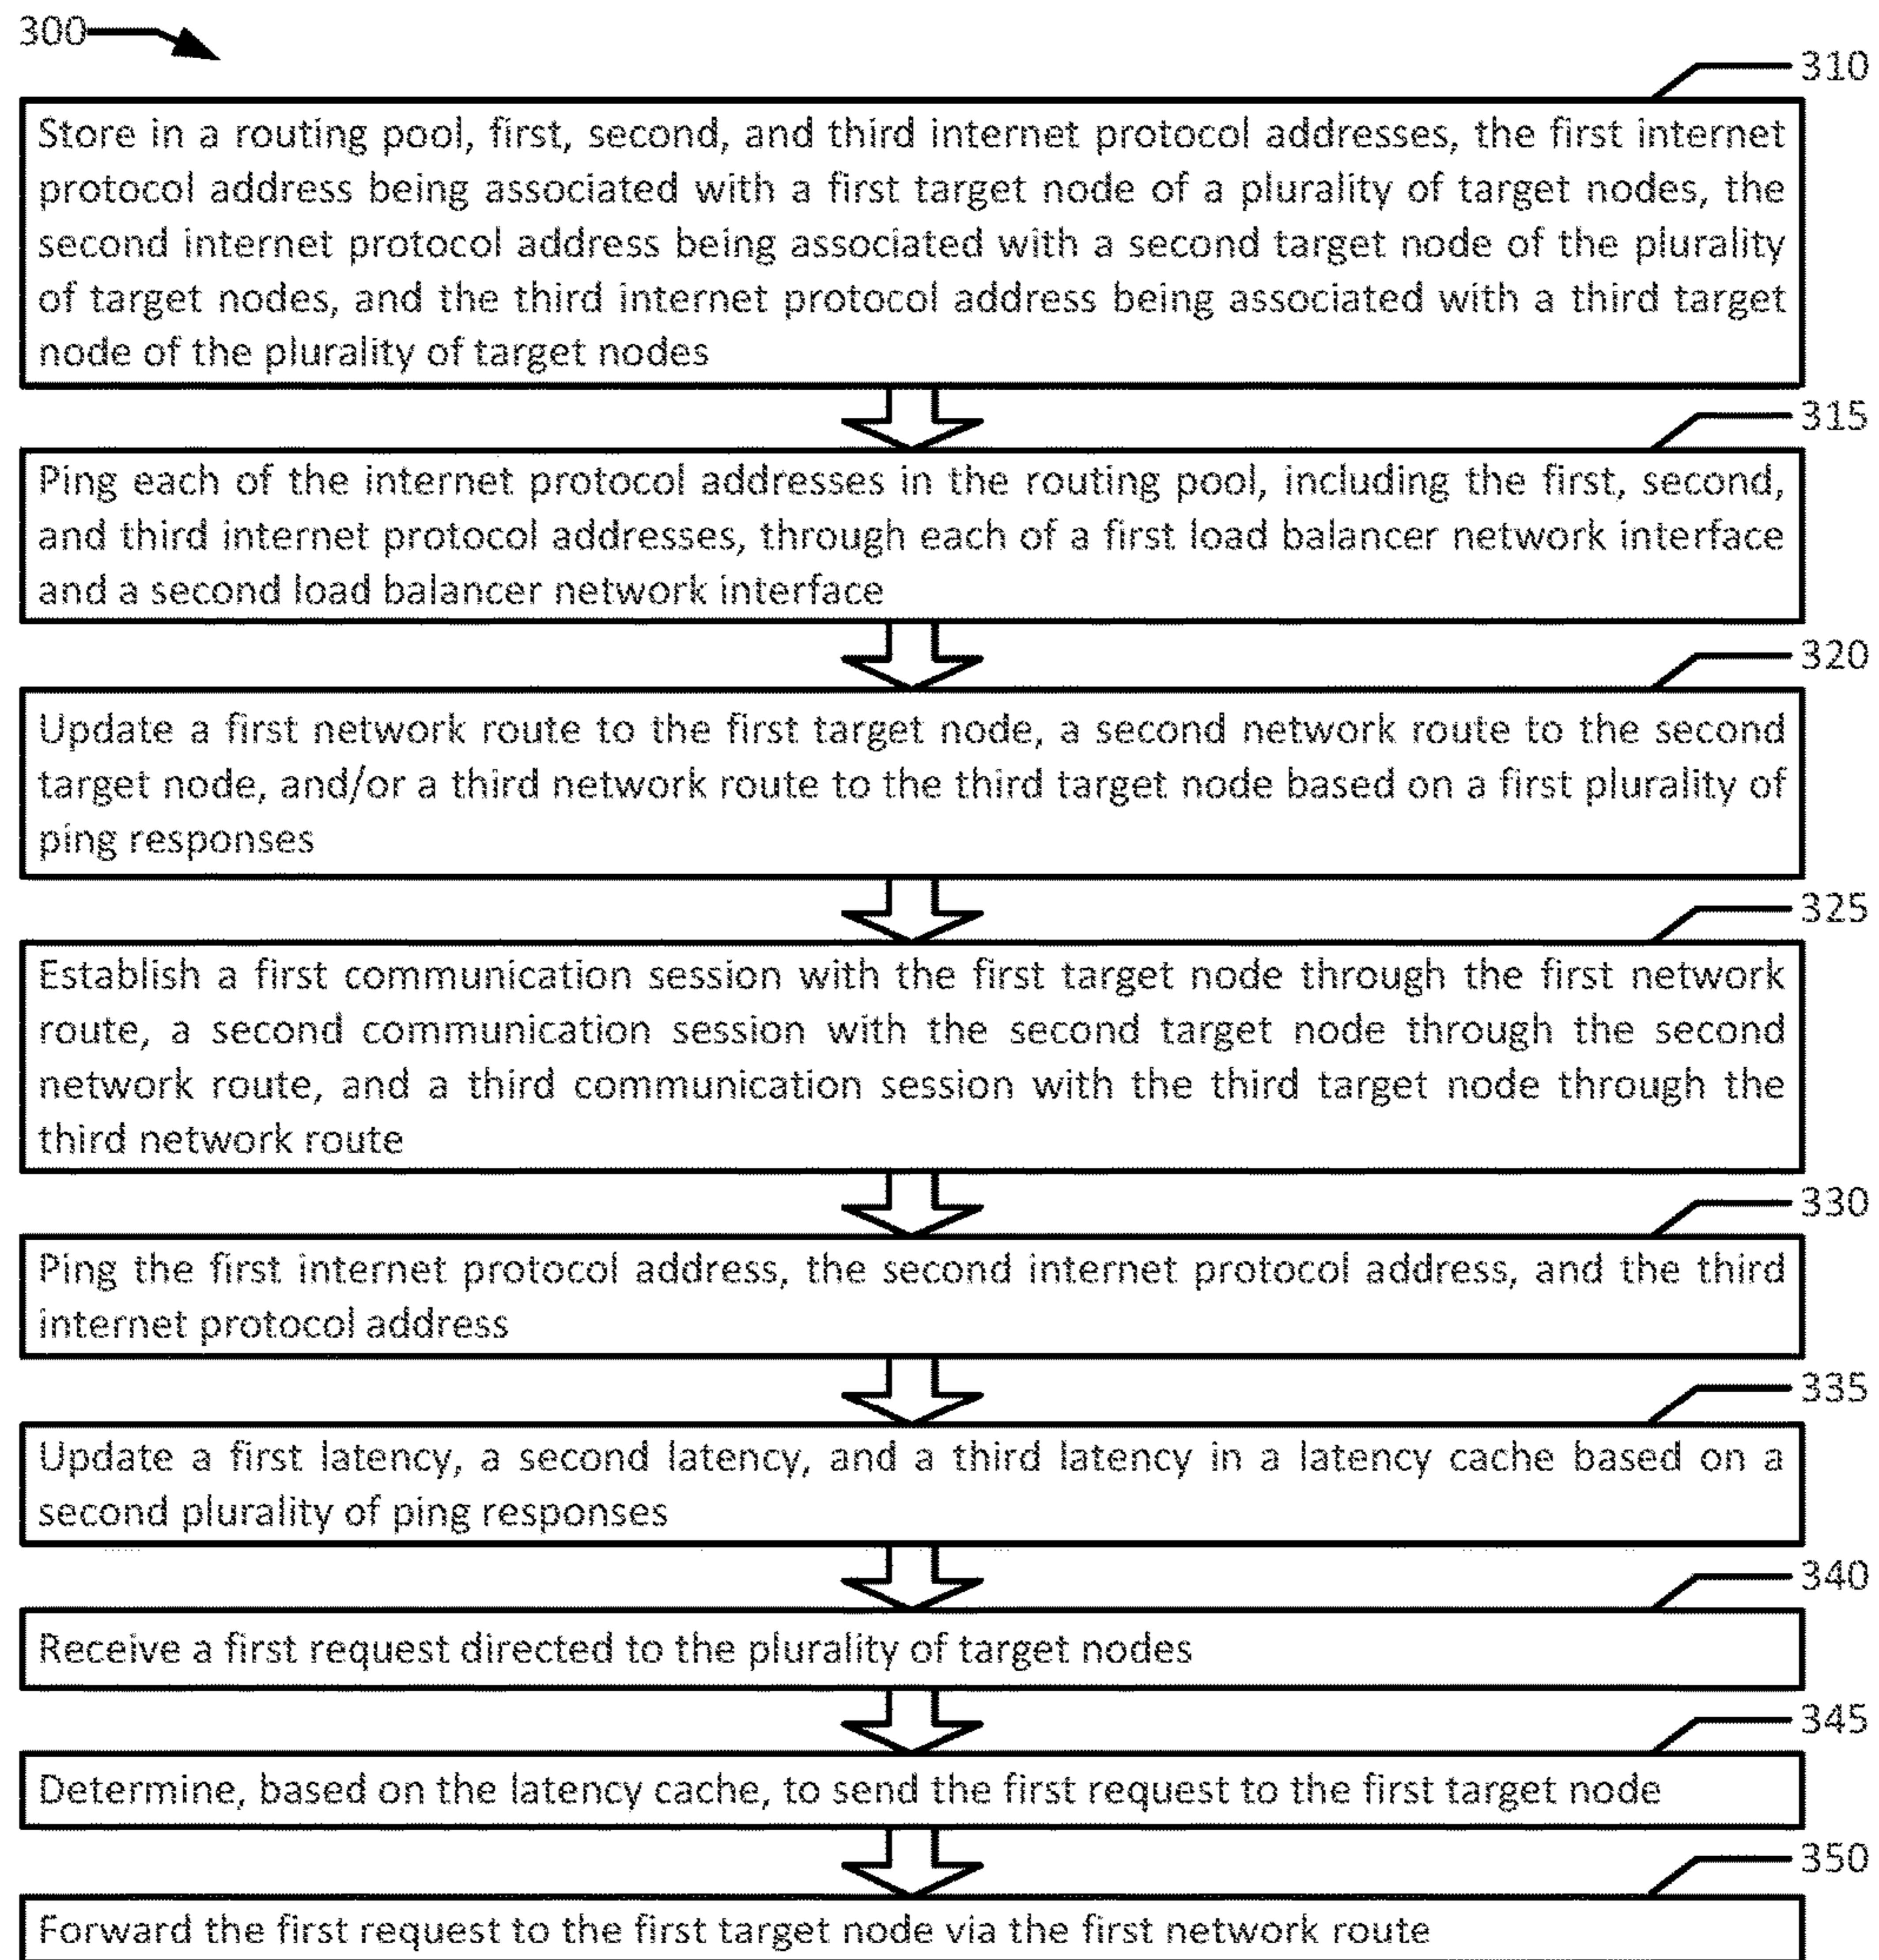 300
310
Store in a routing pool, first, second, and third internet protocol addresses, the first internet
protocol address being associated with a first target node of a plurality of target nodes, the
second internet protocol address being associated with a second target node of the plurality
of target nodes, and the third internet protocol address being associated with a third target
node of the plurality of target nodes
315
Ping each of the internet protocol addresses in the routing pool, including the first, second,
and third internet protocol addresses, through each of a first load balancer network interface
and a second load balancer network interface
320
Update a first network route to the first target node, a second network route to the second
target node, and/or a third network route to the third target node based on a first plurality of
ping responses
325
Establish a first communication session with the first target node through the first network
route, a second communication session with the second target node through the second
network route, and a third communication session with the third target node through the
third network route
330
Ping the first internet protocol address, the second internet protocol address, and the third
internet protocol address
335
Update a first latency, a second latency, and a third latency in a latency cache based on a
second plurality of ping responses
340
Receive a first request directed to the plurality of target nodes
345
Determine, based on the latency cache, to send the first request to the first target node
350
Forward the first request to the first target node via the first network route